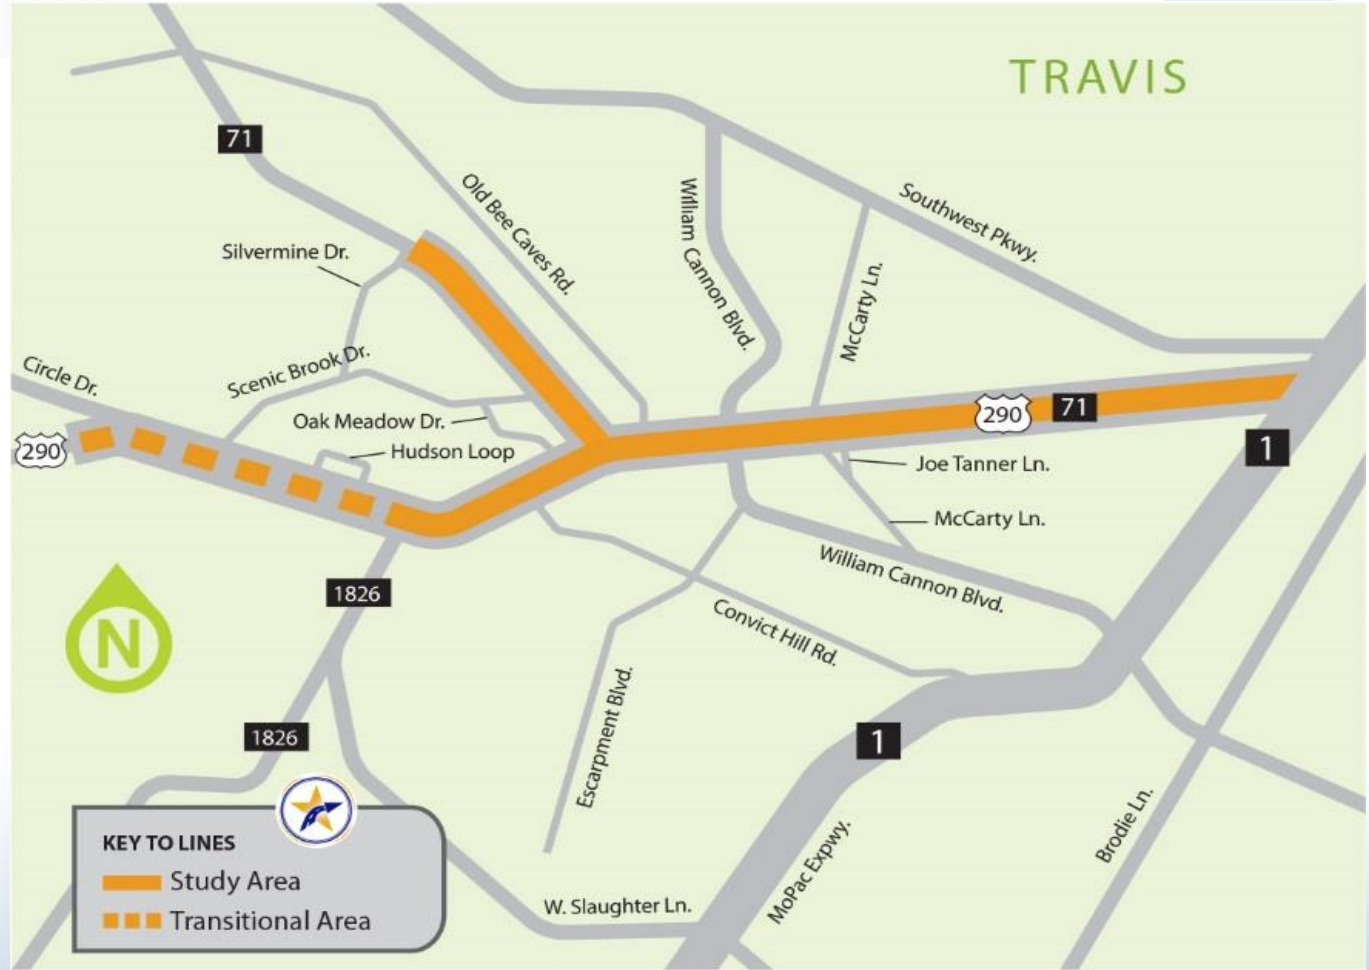 TRAVIS
71
Old Bee Caves Rd.
William Cannon Blvd.
Southwest Pkwy.
Silvermine Dr.
McCarty Ln.
Circle Dr.
Scenic Brook Dr.
Oak Meadow Dr.
290
71
290
Hudson Loop
1
Joe Tanner Ln.
McCarty Ln.
William Cannon Blvd.
1826
N
Convict Hill Rd.
Escarpment Blvd.
1826
1
Brodie Ln.
MoPac Expwy.
W. Slaughter Ln.
KEY TO LINES
Study Area
Transitional Area